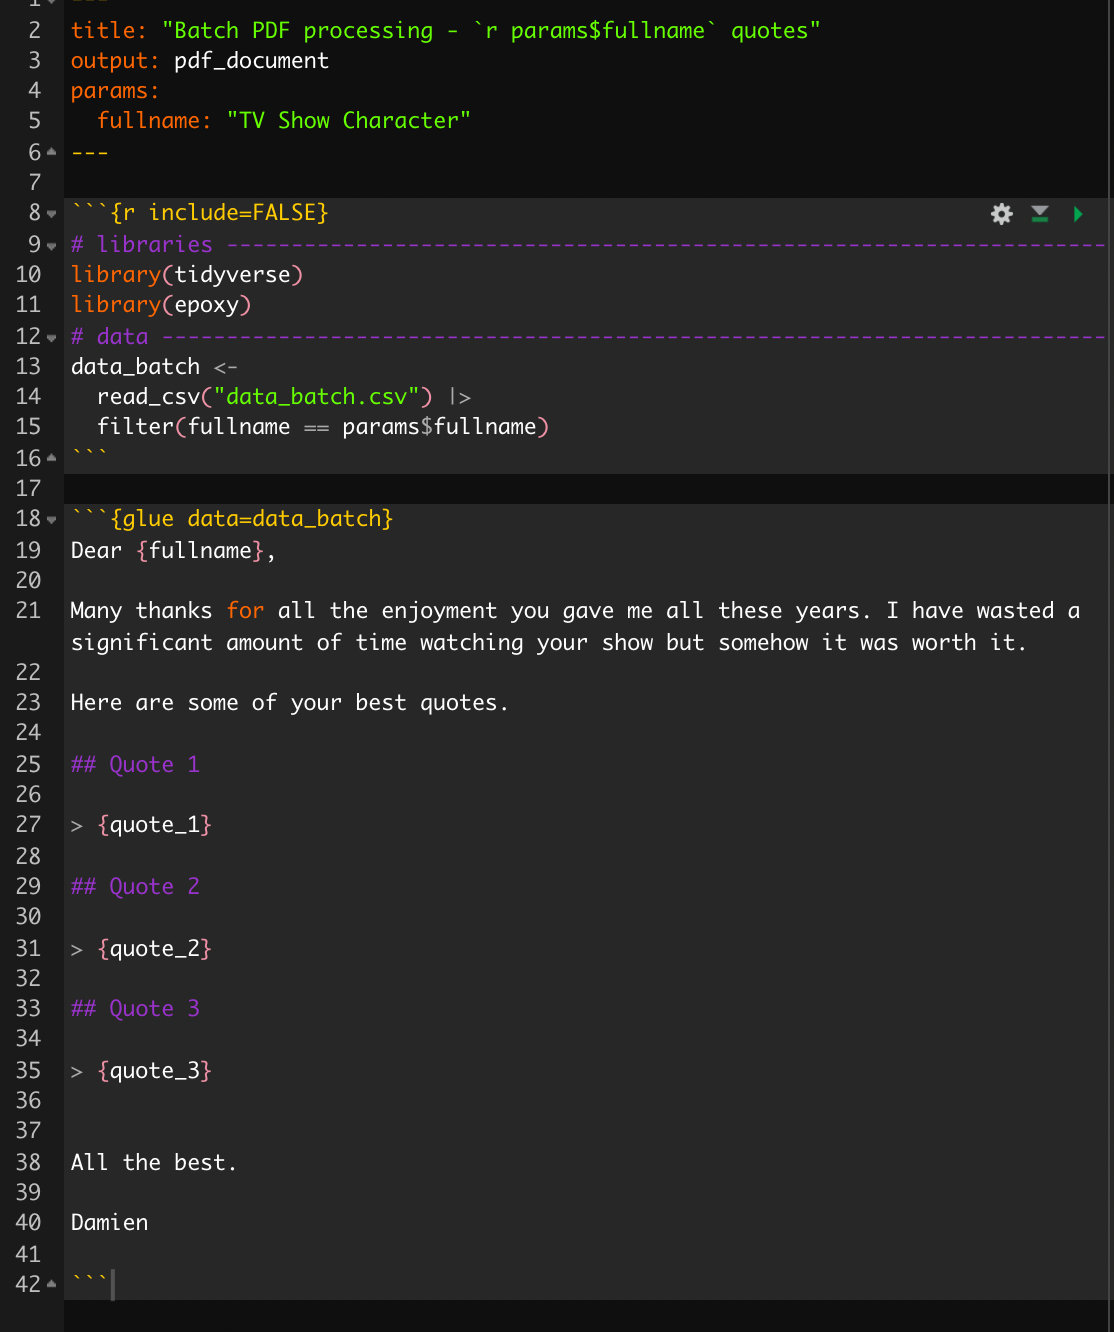 1 ---
2 title: "Batch PDF processing - `r params$fullname` quotes"
3 output: pdf_document
4 params:
5   fullname: "TV Show Character"
6 ---
7
8 ```{r include=FALSE}
9 # libraries --------------------------------------------------------------------
10 library(tidyverse)
11 library(epoxy)
12 # data -------------------------------------------------------------------------
13 data_batch <-
14   read_csv("data_batch.csv") |>
15   filter(fullname == params$fullname)
16 ```
17
18 ```{glue data=data_batch}
19 Dear {fullname},
20
21 Many thanks for all the enjoyment you gave me all these years. I have wasted a
significant amount of time watching your show but somehow it was worth it.
22
23 Here are some of your best quotes.
24
25 ## Quote 1
26
27 > {quote_1}
28
29 ## Quote 2
30
31 > {quote_2}
32
33 ## Quote 3
34
35 > {quote_3}
36
37
38 All the best.
39
40 Damien
41
42 ```